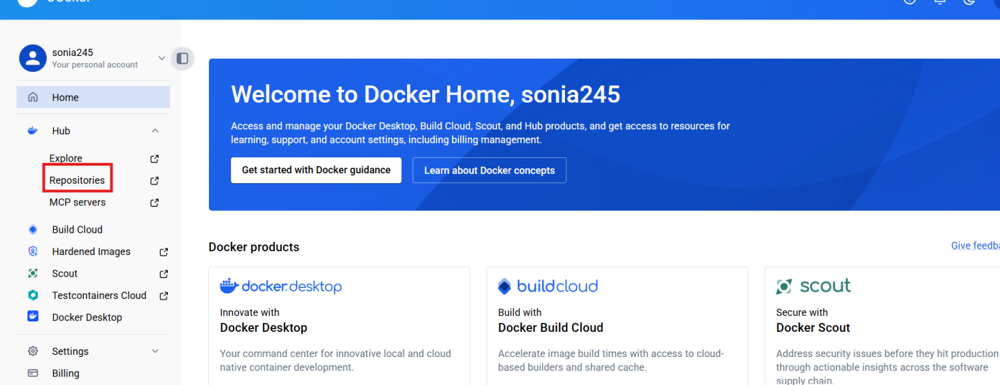 sonia245
Your personal account
Home
Hub
Explore
Repositories
MCP servers
Build Cloud
Hardened Images
Scout
Testcontainers Cloud
Docker Desktop
Settings
Billing
Welcome to Docker Home, sonia245
Access and manage your Docker Desktop, Build Cloud, Scout, and Hub products, and get access to resources for
learning, support, and account settings, including billing management.
Get started with Docker guidance
Learn about Docker concepts
Docker products
Give feedba
docker.desktop
Innovate with
Docker Desktop
Your command center for innovative local and cloud
native container development.
buildcloud
Build with
Docker Build Cloud
Accelerate image build times with access to cloud-
based builders and shared cache.
scout
Secure with
Docker Scout
Address security issues before they hit production
through actionable insights across the software
supply chain.